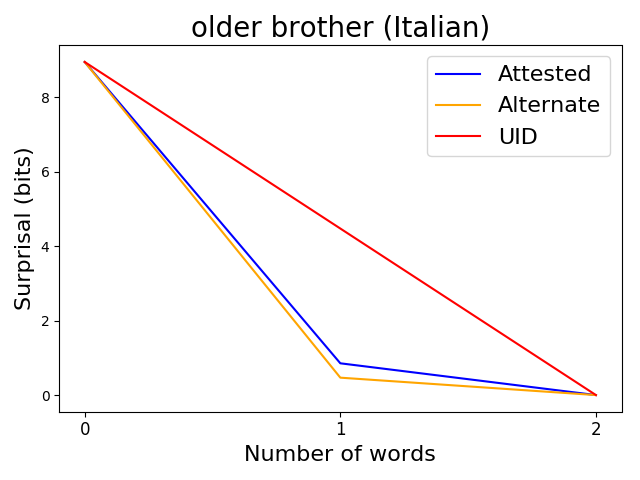 older brother (Italian)
Attested
Alternate
UID
Surprisal (bits)
8
6
4
2
0
0 1 2
Number of words